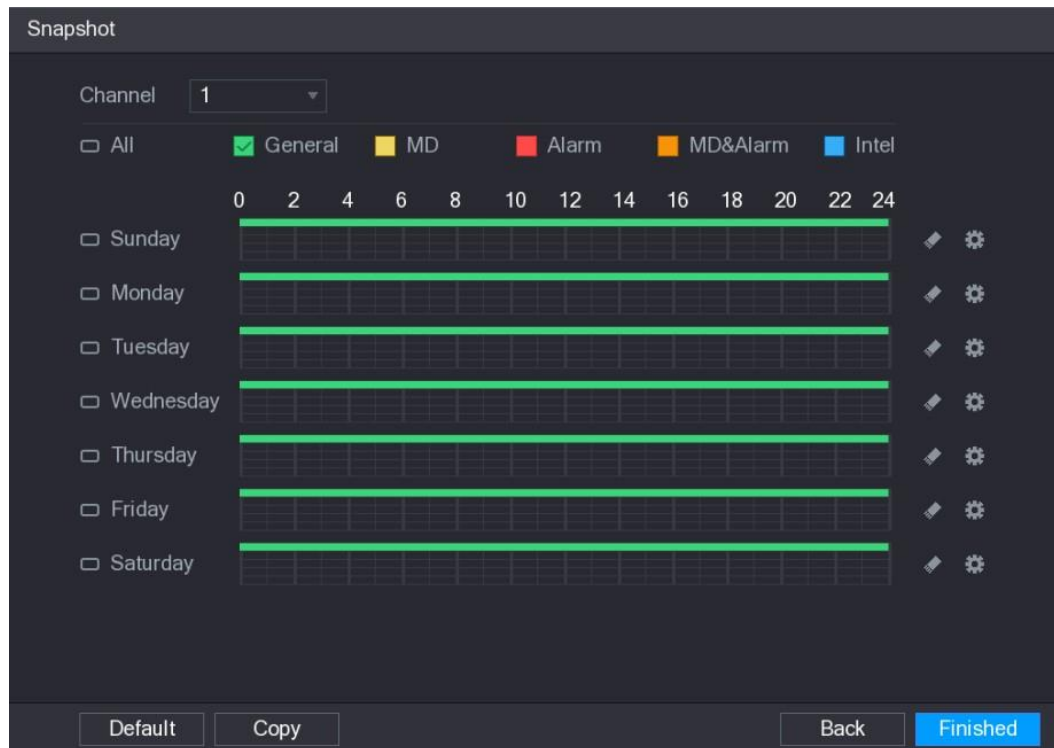 Snapshot
Channel 1
All General MD Alarm MD&Alarm Intel
0 2 4 6 8 10 12 14 16 18 20 22 24
Sunday
Monday
Tuesday
Wednesday
Thursday
Friday
Saturday
Default Copy Back Finished